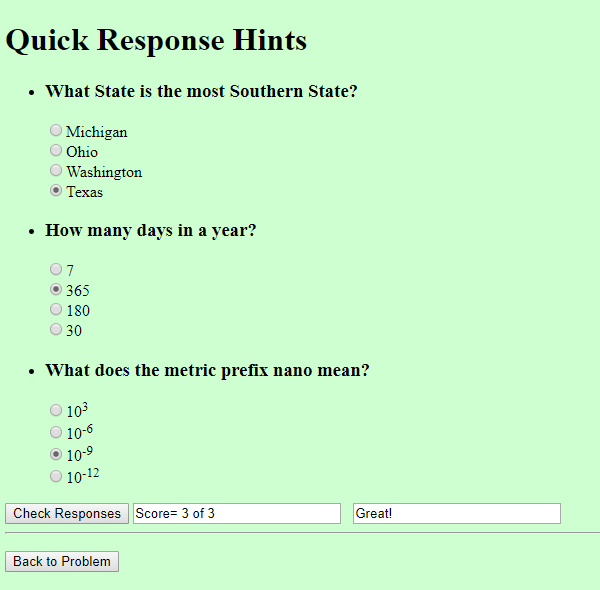 Quick Response Hints
What State is the most Southern State?
Michigan
Ohio
Washington
Texas
How many days in a year?
7
365
180
30
What does the metric prefix nano mean?
10³
10⁻⁶
10⁻⁹
10⁻¹²
Check Responses Score= 3 of 3 Great!
Back to Problem